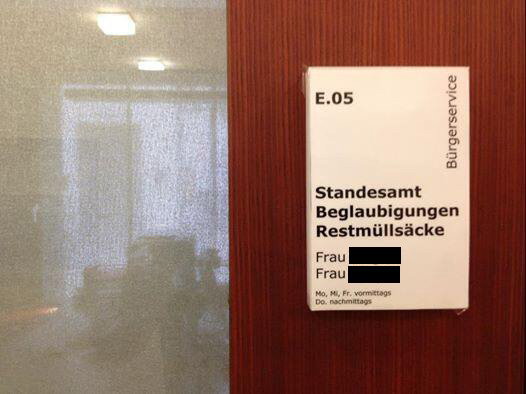 E.05
Bürgerservice
Standesamt
Beglaubigungen
Restmüllsäcke
Frau
Frau
Mo, Mi, Fr. vormittags
Do. nachmittags